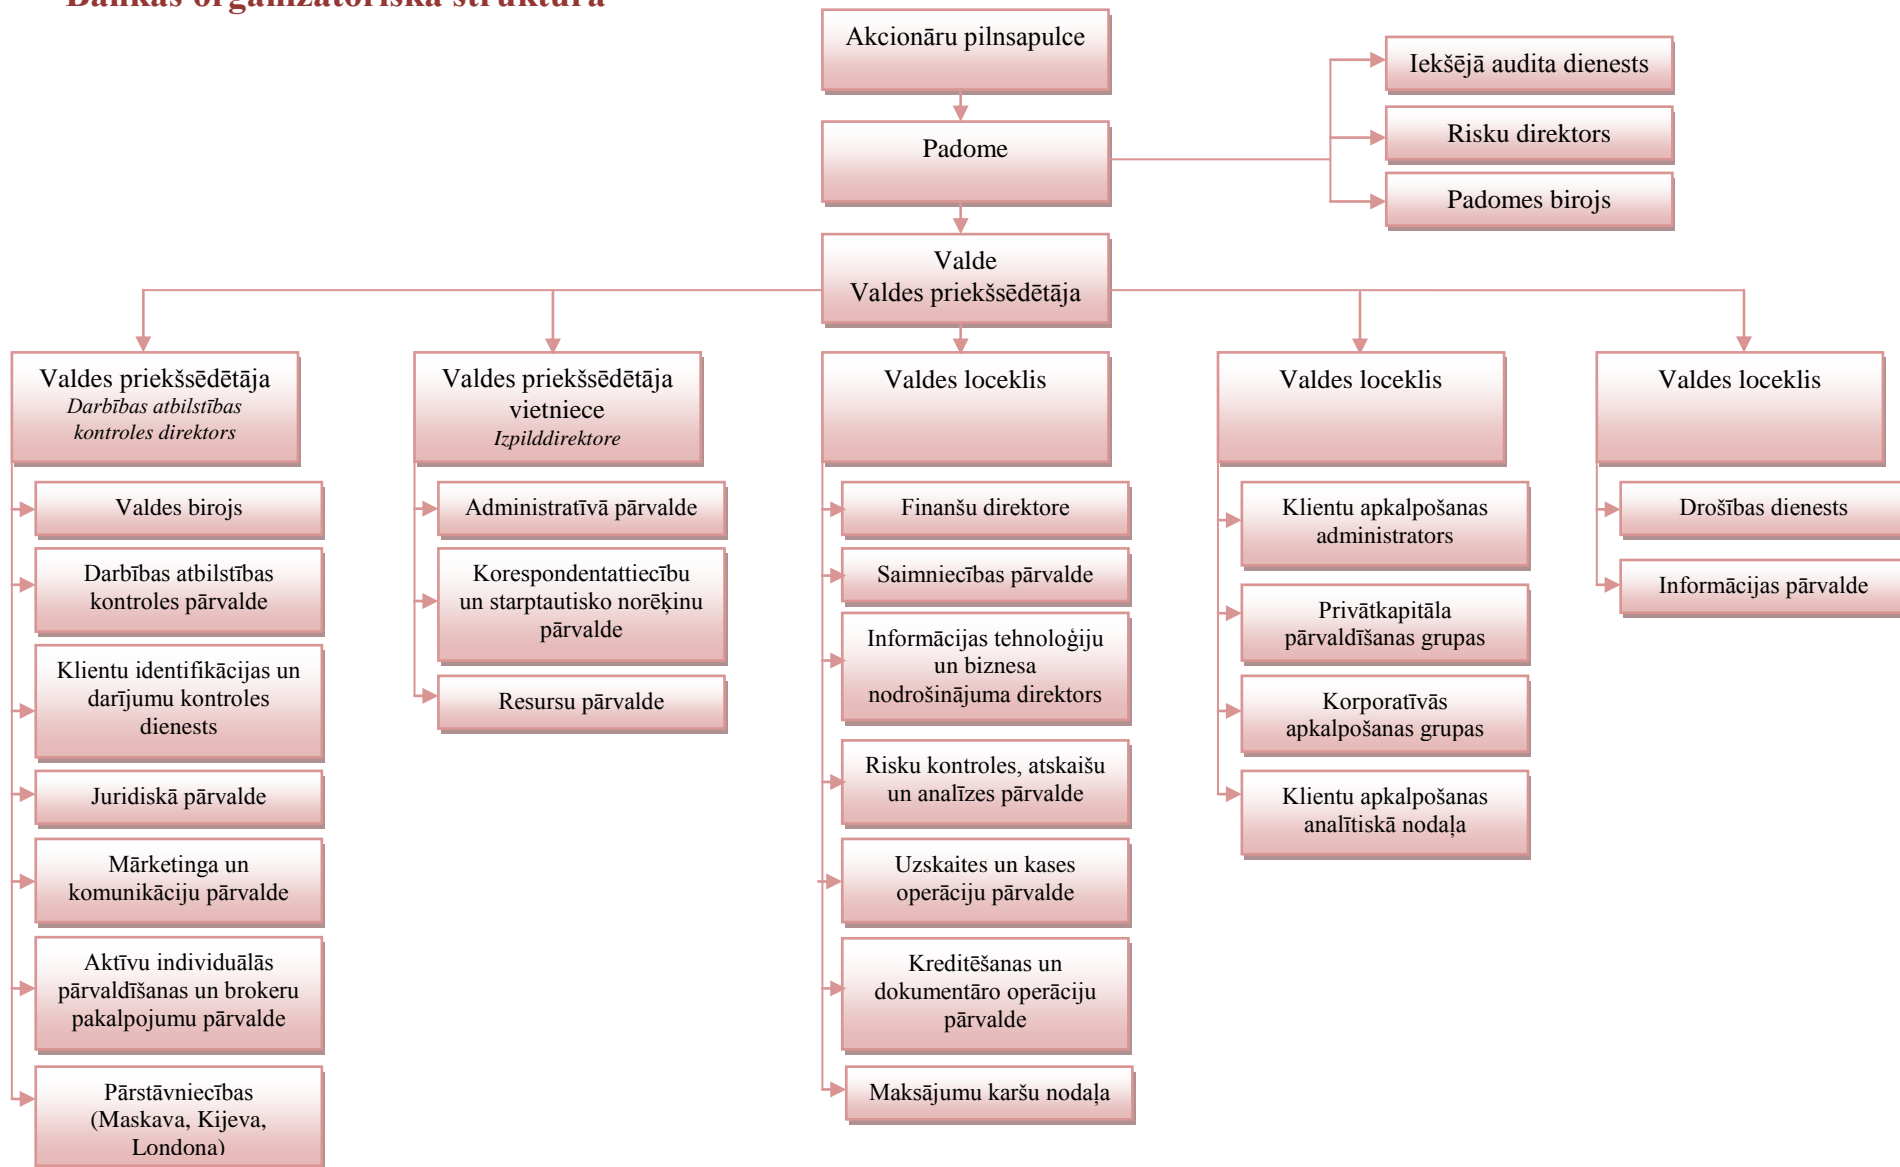 Bankas organizatoriskā struktūra
Akcionāru pilnsapulce
Padome
Iekšējā audita dienests
Risku direktors
Padomes birojs
Valde
Valdes priekšsēdētāja
Valdes priekšsēdētāja
Darbības atbilstības
kontroles direktors
Valdes birojs
Darbības atbilstības
kontroles pārvalde
Klientu identifikācijas un
darījumu kontroles
dienests
Juridiskā pārvalde
Mārketinga un
komunikāciju pārvalde
Aktīvu individuālās
pārvaldīšanas un brokeru
pakalpojumu pārvalde
Pārstāvniecības
(Maskava, Kijeva,
Londona)
Valdes priekšsēdētāja
vietniece
Izpilddirektore
Administratīvā pārvalde
Korespondentattiecību
un starptautisko norēķinu
pārvalde
Resursu pārvalde
Valdes loceklis
Finanšu direktore
Saimniecības pārvalde
Informācijas tehnoloģiju
un biznesa
nodrošinājuma direktors
Risku kontroles, atskaišu
un analīzes pārvalde
Uzskaites un kases
operāciju pārvalde
Kreditēšanas un
dokumentāro operāciju
pārvalde
Maksājumu karšu nodaļa
Valdes loceklis
Klientu apkalpošanas
administrators
Privātkapitāla
pārvaldīšanas grupas
Korporatīvās
apkalpošanas grupas
Klientu apkalpošanas
analītiskā nodaļa
Valdes loceklis
Drošības dienests
Informācijas pārvalde